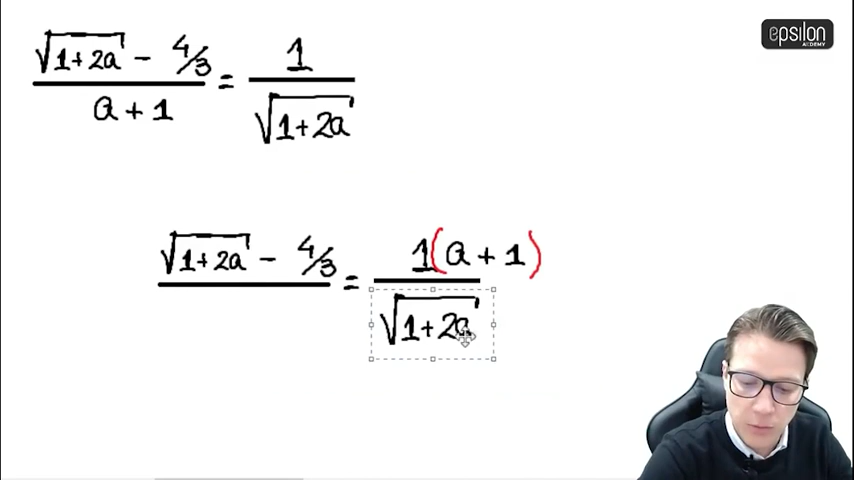 epsilon
ACADEMY
√1+2a - 4/3
a + 1
=
1
√1+2a
√1+2a - 4/3
=
1(a + 1)
√1+2a